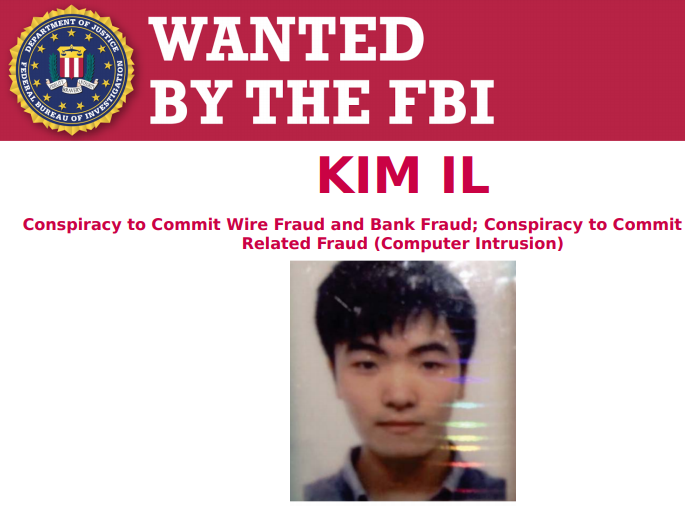 DEPARTMENT OF JUSTICE
FEDERAL BUREAU OF INVESTIGATION
WANTED
BY THE FBI
KIM IL
Conspiracy to Commit Wire Fraud and Bank Fraud; Conspiracy to Commit
Related Fraud (Computer Intrusion)